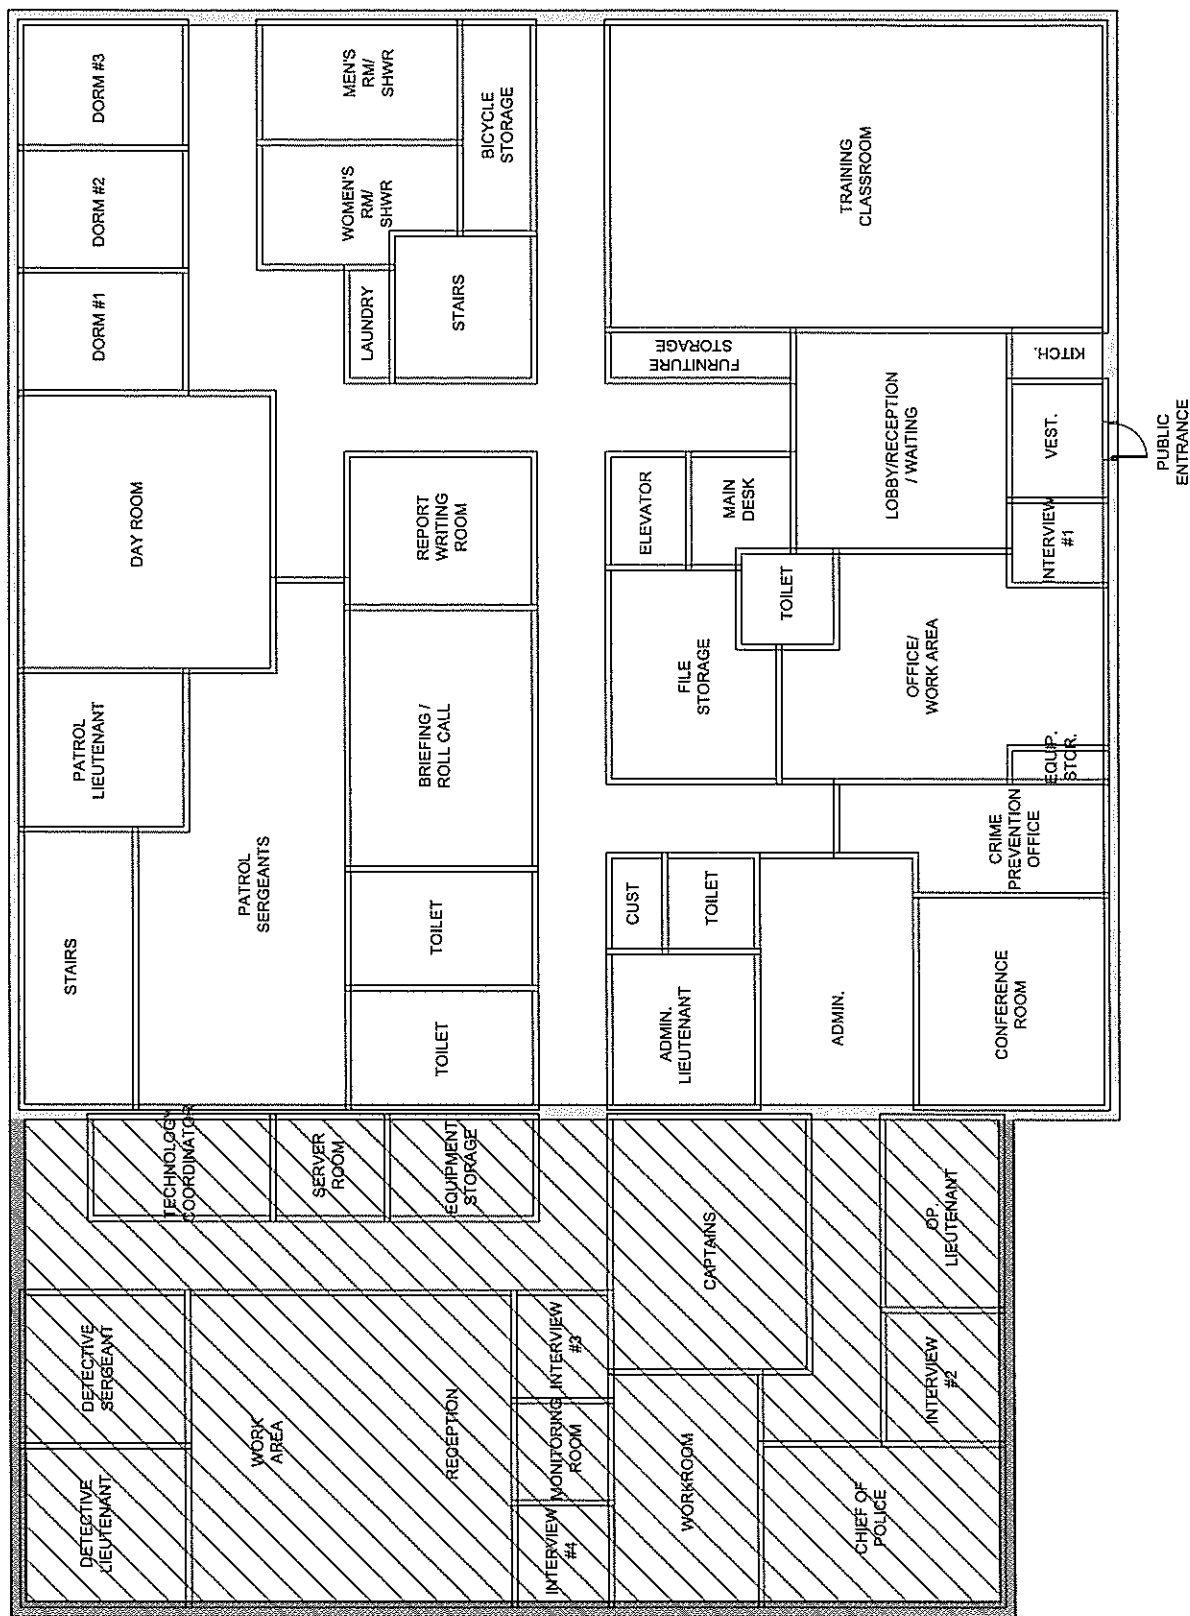 DORM #3
DORM #2
DORM #1
DAY ROOM
PATROL
LIEUTENANT
STAIRS
MEN'S
RM/
SHWR
WOMEN'S
RM/
SHWR
BICYCLE
STORAGE
LAUNDRY
STAIRS
PATROL
SERGEANTS
REPORT
WRITING
ROOM
BRIEFING /
ROLL CALL
TOILET
TOILET
TRAINING
CLASSROOM
FURNITURE
STORAGE
KITCH.
LOBBY/RECEPTION
/ WAITING
VEST.
PUBLIC
ENTRANCE
ELEVATOR
MAIN
DESK
INTERVIEW
#1
TOILET
FILE
STORAGE
OFFICE/
WORK AREA
EQUIP.
STOR.
CRIME
PREVENTION
OFFICE
CUST
TOILET
ADMIN.
LIEUTENANT
ADMIN.
CONFERENCE
ROOM
TECHNOLOGY
COORDINATOR
SERVER
ROOM
EQUIPMENT
STORAGE
CAPTAINS
OP.
LIEUTENANT
DETECTIVE
SERGEANT
DETECTIVE
LIEUTENANT
WORK
AREA
RECEPTION
INTERVIEW
#3
MONITORING
ROOM
INTERVIEW
#4
WORKROOM
INTERVIEW
#2
CHIEF OF
POLICE